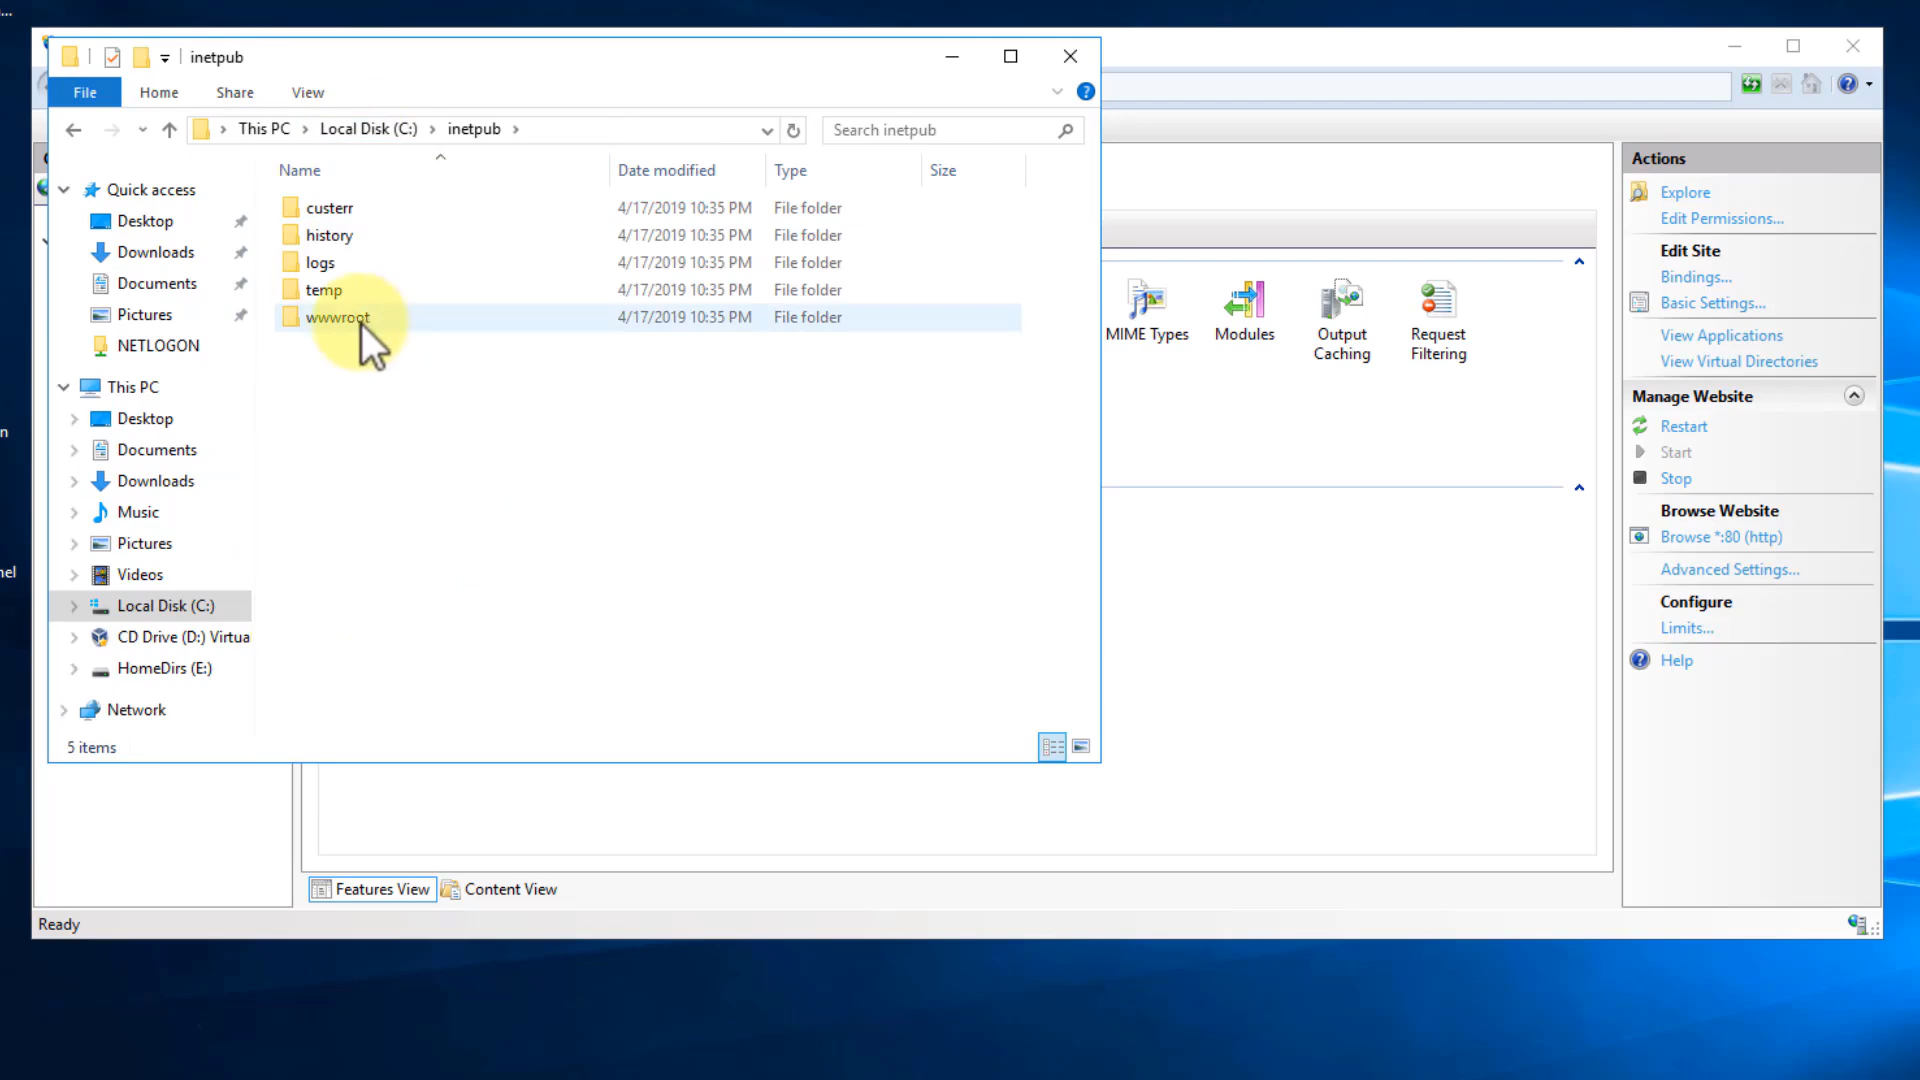 ...
inetpub
File Home Share View
This PC Local Disk (C:) inetpub
Search inetpub
Name Date modified Type Size
custerr 4/17/2019 10:35 PM File folder
history 4/17/2019 10:35 PM File folder
logs 4/17/2019 10:35 PM File folder
temp 4/17/2019 10:35 PM File folder
wwwroot 4/17/2019 10:35 PM File folder
Quick access
Desktop
Downloads
Documents
Pictures
NETLOGON
This PC
Desktop
Documents
Downloads
Music
Pictures
Videos
Local Disk (C:)
CD Drive (D:) Virtua
HomeDirs (E:)
Network
5 items
n
nel
MIME Types
Modules
Output
Caching
Request
Filtering
Features View
Content View
Ready
Actions
Explore
Edit Permissions...
Edit Site
Bindings...
Basic Settings...
View Applications
View Virtual Directories
Manage Website
Restart
Start
Stop
Browse Website
Browse *:80 (http)
Advanced Settings...
Configure
Limits...
Help